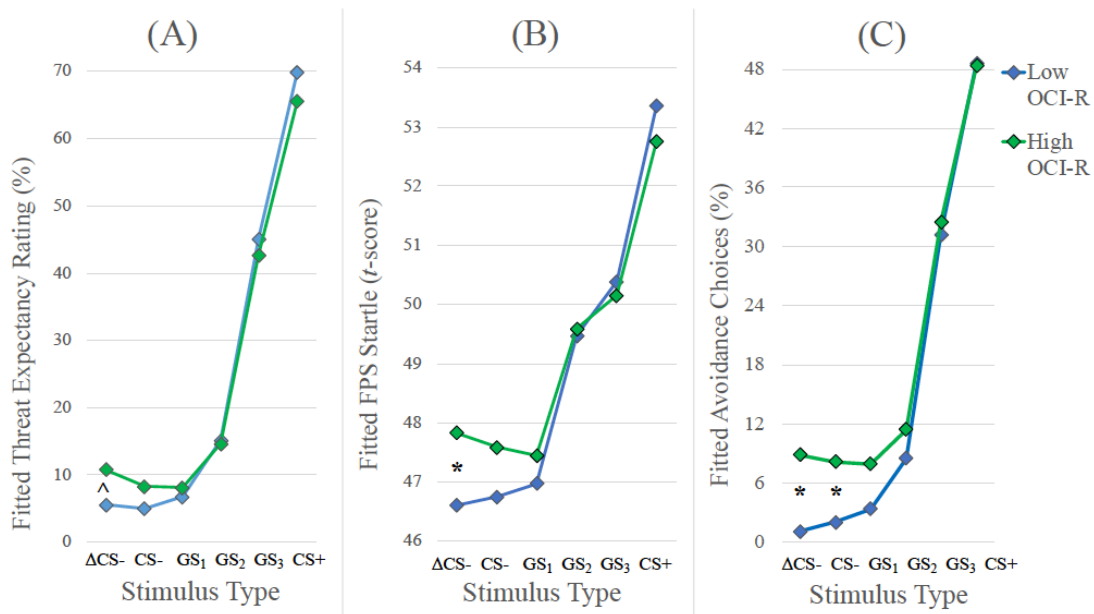 (A)
Fitted Threat Expectancy Rating (%)
70
60
50
40
30
20
10
0
^
ΔCS- CS- GS₁ GS₂ GS₃ CS+
Stimulus Type
(B)
Fitted FPS Startle (t-score)
54
53
52
51
50
49
48
47
46
*
ΔCS- CS- GS₁ GS₂ GS₃ CS+
Stimulus Type
(C)
Fitted Avoidance Choices (%)
48
42
36
30
24
18
12
6
0
* *
ΔCS- CS- GS₁ GS₂ GS₃ CS+
Stimulus Type
Low
OCI-R
High
OCI-R